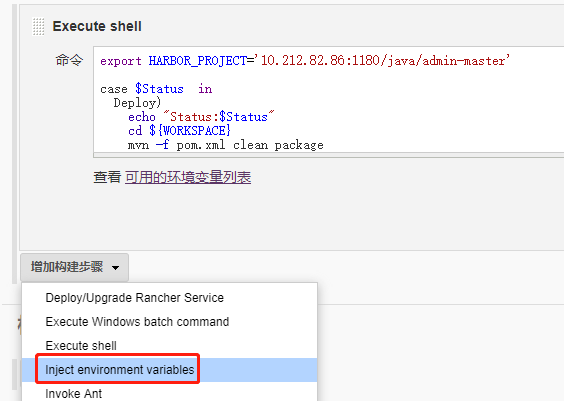 Execute shell
命令
export HARBOR_PROJECT='10.212.82.86:1180/java/admin-master'
case $Status in
Deploy)
echo "Status:$Status"
cd ${WORKSPACE}
mvn -f pom.xml clean package
查看 可用的环境变量列表
增加构建步骤
Deploy/Upgrade Rancher Service
Execute Windows batch command
Execute shell
Inject environment variables
Invoke Ant